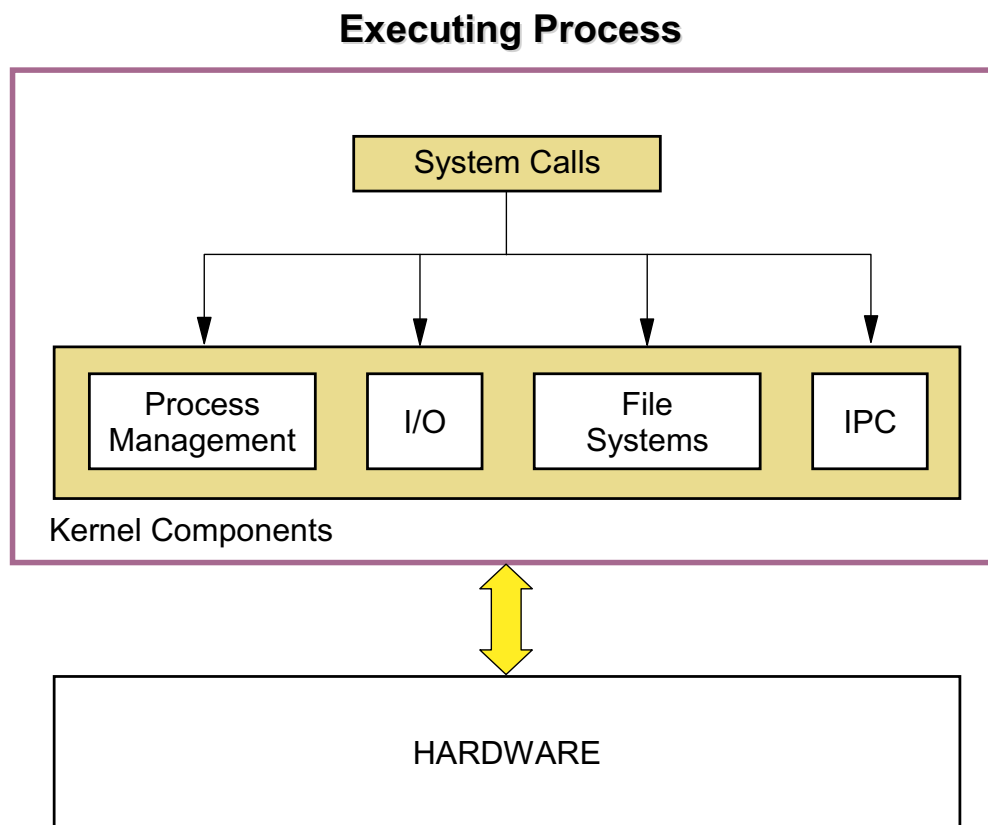 Executing Process
System Calls
Process
Management
I/O
File
Systems
IPC
Kernel Components
HARDWARE